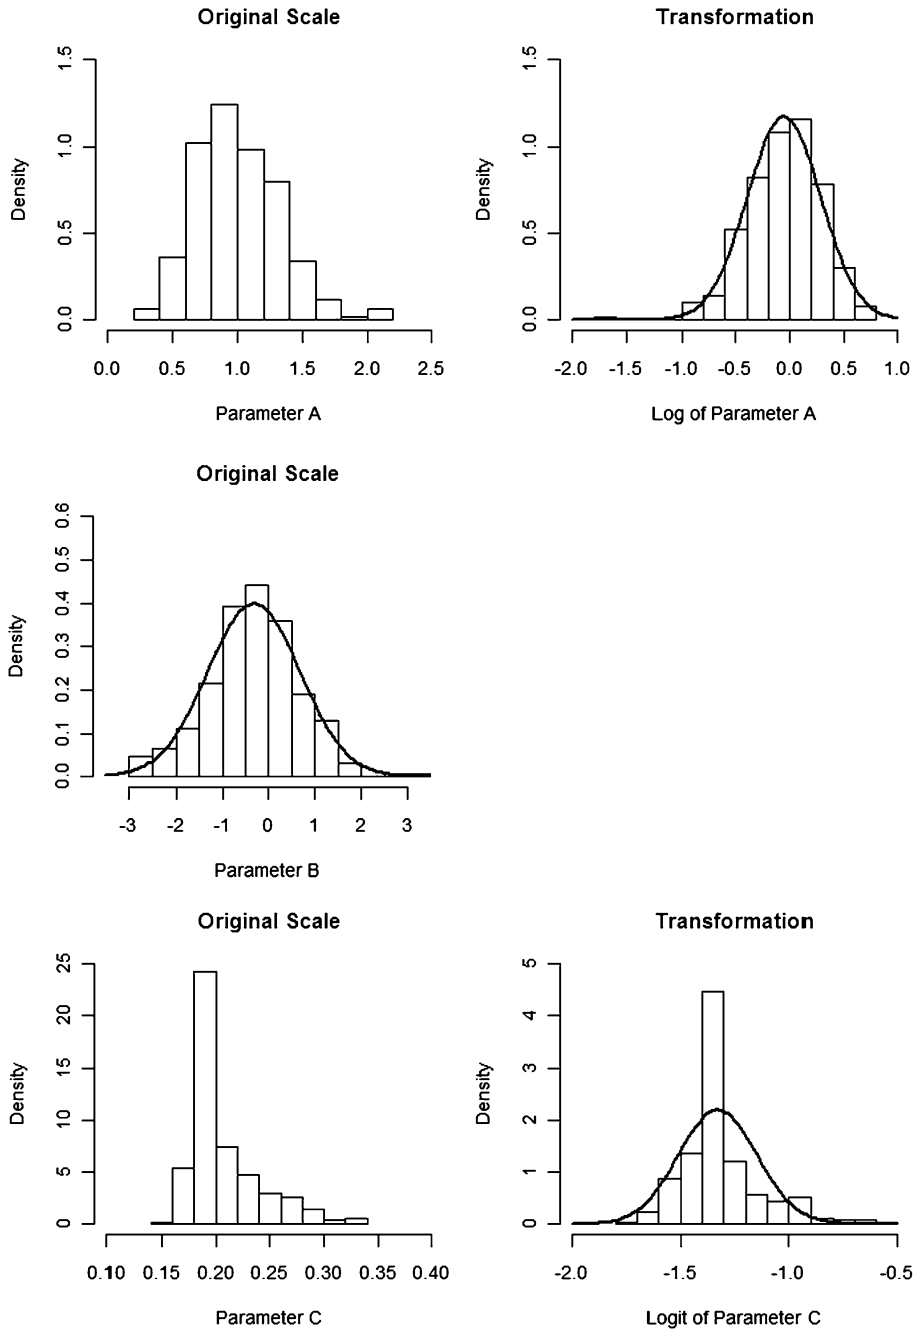 Original Scale
Transformation
Density
1.5
1.0
0.5
0.0
0.0 0.5 1.0 1.5 2.0 2.5
Parameter A
Density
1.5
1.0
0.5
0.0
-2.0 -1.5 -1.0 -0.5 0.0 0.5 1.0
Log of Parameter A
Original Scale
Density
0.6
0.5
0.4
0.3
0.2
0.1
0.0
-3 -2 -1 0 1 2 3
Parameter B
Original Scale
Transformation
Density
25
20
15
10
5
0
0.10 0.15 0.20 0.25 0.30 0.35 0.40
Parameter C
Density
5
4
3
2
1
0
-2.0 -1.5 -1.0 -0.5
Logit of Parameter C